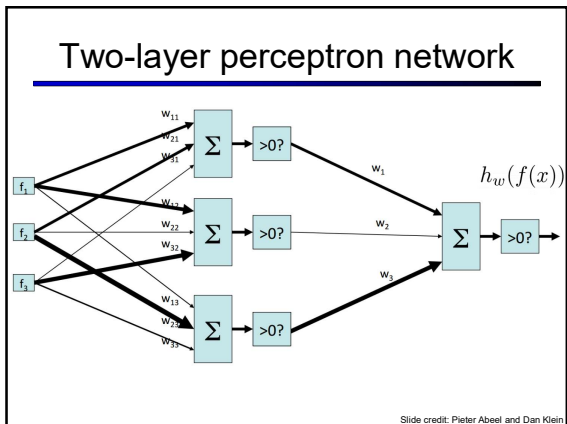 Two-layer perceptron network
w₁₁
w₂₁
w₃₁
f₁
f₂
f₃
Σ
>0?
w₁₂
w₂₂
w₃₂
Σ
>0?
w₁₃
w₂₃
w₃₃
Σ
>0?
w₁
w₂
w₃
Σ
>0?
h_w(f(x))
Slide credit: Pieter Abeel and Dan Klein